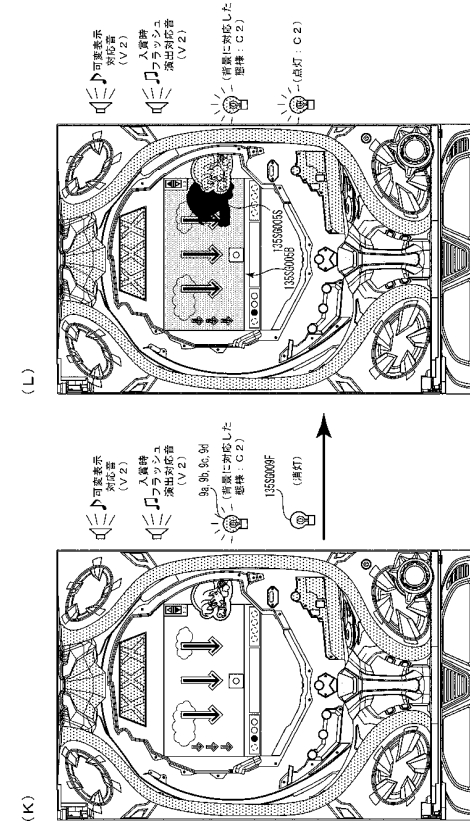 (L)
可変表示
対応音
(V2)
入賞時
フラッシュ
演出対応音
(V2)
(背景に対応した
態様:C2)
(点灯:C2)
135SG005S
135SG005B
(K)
可変表示
対応音
(V2)
入賞時
フラッシュ
演出対応音
(V2)
9a, 9b, 9c, 9d
(背景に対応した
態様:C2)
135SG009F
(消灯)